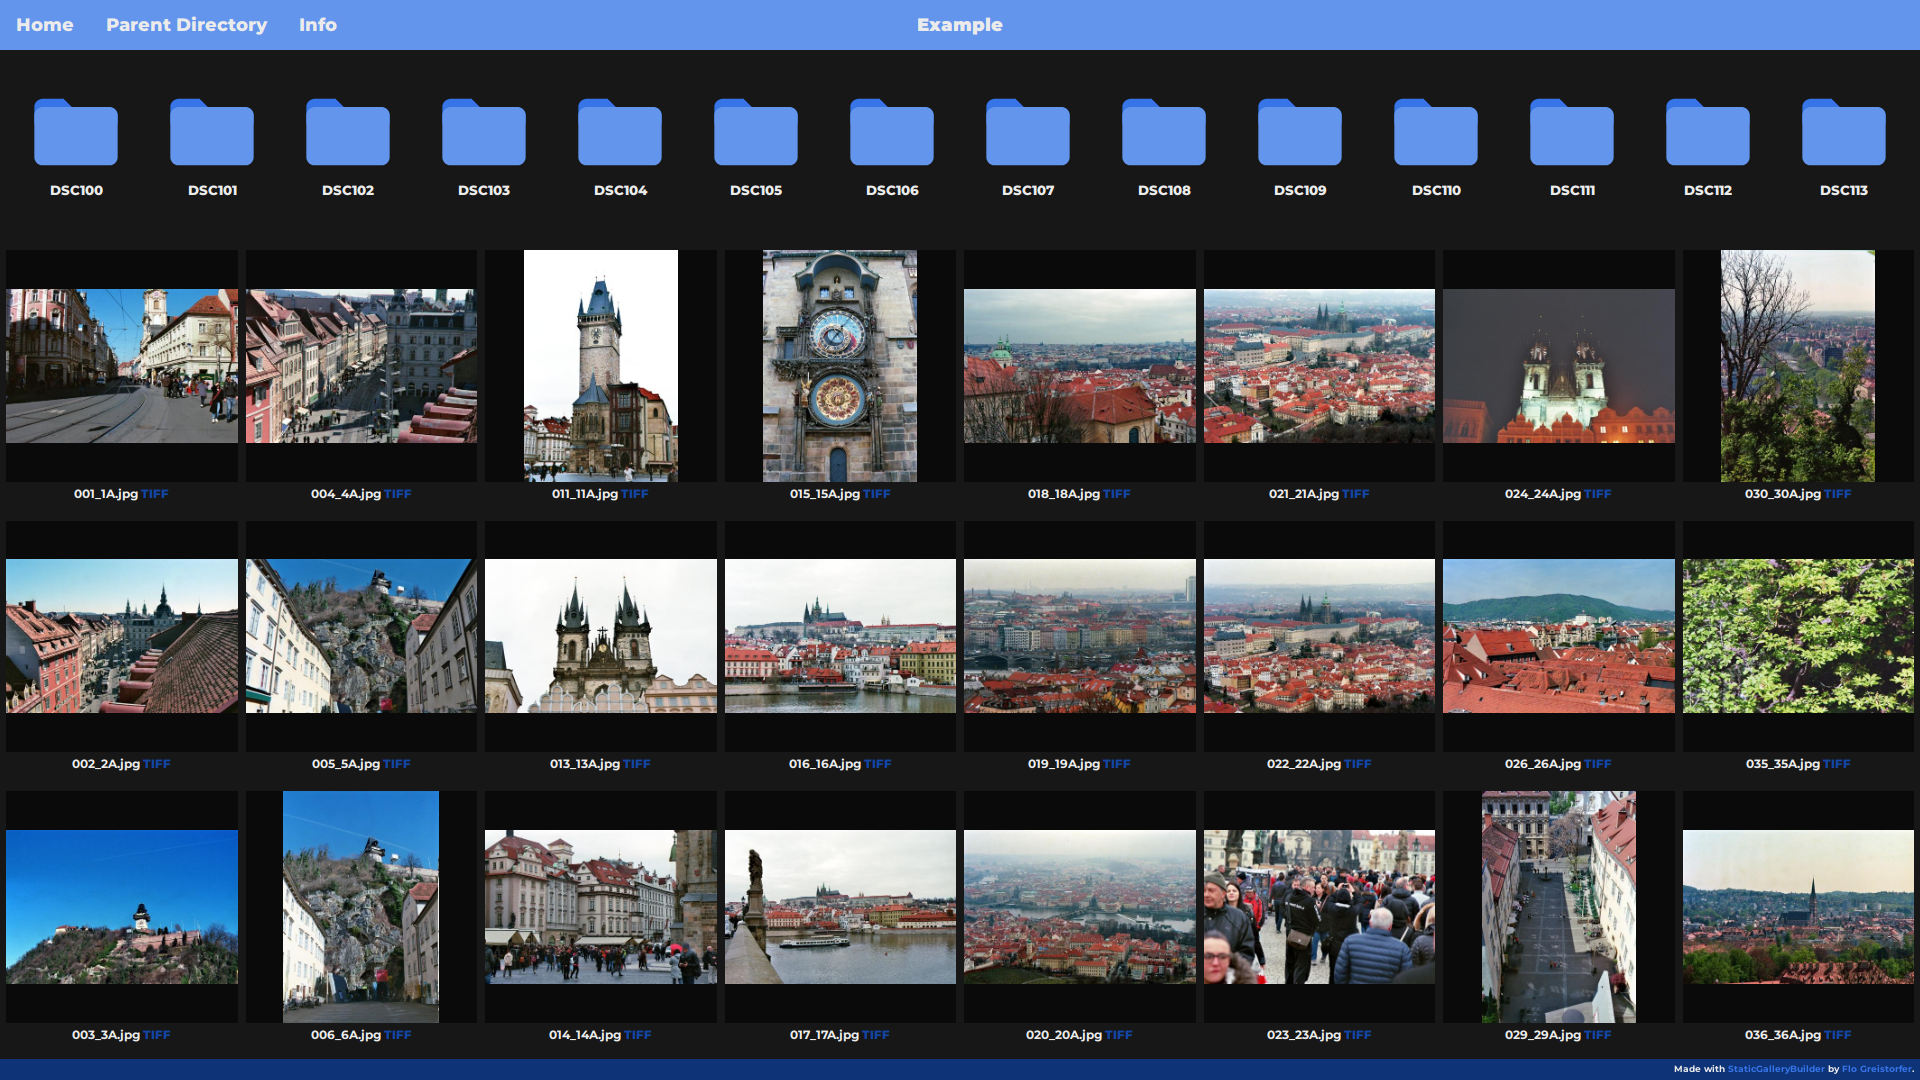 Home Parent Directory Info Example
DSC100 DSC101 DSC102 DSC103 DSC104 DSC105 DSC106 DSC107 DSC108 DSC109 DSC110 DSC111 DSC112 DSC113
001_1A.jpg TIFF 004_4A.jpg TIFF 011_11A.jpg TIFF 015_15A.jpg TIFF 018_18A.jpg TIFF 021_21A.jpg TIFF 024_24A.jpg TIFF 030_30A.jpg TIFF
002_2A.jpg TIFF 005_5A.jpg TIFF 013_13A.jpg TIFF 016_16A.jpg TIFF 019_19A.jpg TIFF 022_22A.jpg TIFF 026_26A.jpg TIFF 035_35A.jpg TIFF
003_3A.jpg TIFF 006_6A.jpg TIFF 014_14A.jpg TIFF 017_17A.jpg TIFF 020_20A.jpg TIFF 023_23A.jpg TIFF 029_29A.jpg TIFF 036_36A.jpg TIFF
Made with StaticGalleryBuilder by Flo Greistorfer.